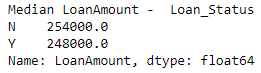 Median LoanAmount -  Loan_Status
N    254000.0
Y    248000.0
Name: LoanAmount, dtype: float64